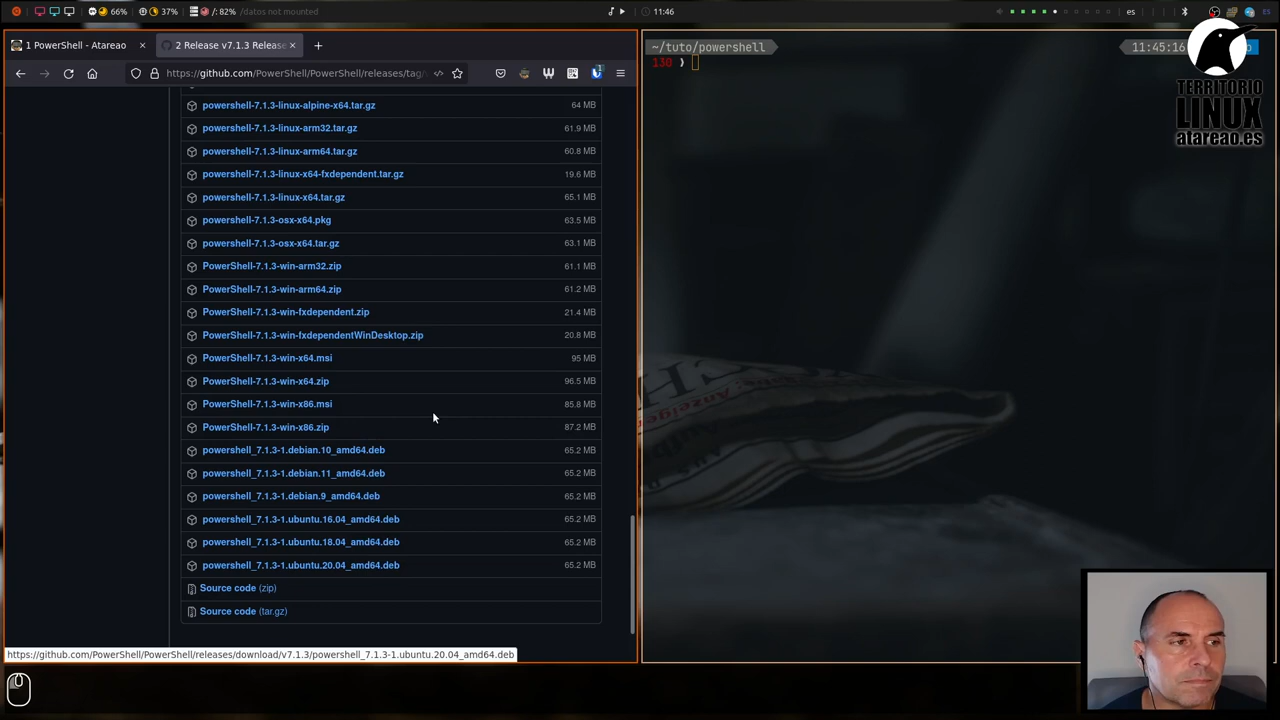 66% 37% /: 82% /datos not mounted 11:46 es ES
1 PowerShell - Atareao
2 Release v7.1.3 Releas
https://github.com/PowerShell/PowerShell/releases/tag
powershell-7.1.3-linux-alpine-x64.tar.gz 64 MB
powershell-7.1.3-linux-arm32.tar.gz 61.9 MB
powershell-7.1.3-linux-arm64.tar.gz 60.8 MB
powershell-7.1.3-linux-x64-fxdependent.tar.gz 19.6 MB
powershell-7.1.3-linux-x64.tar.gz 65.1 MB
powershell-7.1.3-osx-x64.pkg 63.5 MB
powershell-7.1.3-osx-x64.tar.gz 63.1 MB
PowerShell-7.1.3-win-arm32.zip 61.1 MB
PowerShell-7.1.3-win-arm64.zip 61.2 MB
PowerShell-7.1.3-win-fxdependent.zip 21.4 MB
PowerShell-7.1.3-win-fxdependentWinDesktop.zip 20.8 MB
PowerShell-7.1.3-win-x64.msi 95 MB
PowerShell-7.1.3-win-x64.zip 96.5 MB
PowerShell-7.1.3-win-x86.msi 85.8 MB
PowerShell-7.1.3-win-x86.zip 87.2 MB
powershell_7.1.3-1.debian.10_amd64.deb 65.2 MB
powershell_7.1.3-1.debian.11_amd64.deb 65.2 MB
powershell_7.1.3-1.debian.9_amd64.deb 65.2 MB
powershell_7.1.3-1.ubuntu.16.04_amd64.deb 65.2 MB
powershell_7.1.3-1.ubuntu.18.04_amd64.deb 65.2 MB
powershell_7.1.3-1.ubuntu.20.04_amd64.deb 65.2 MB
Source code (zip)
Source code (tar.gz)
https://github.com/PowerShell/PowerShell/releases/download/v7.1.3/powershell_7.1.3-1.ubuntu.20.04_amd64.deb
~/tuto/powershell 11:45:16
130 ❯
TERRITORIO
LINUX
atareao.es